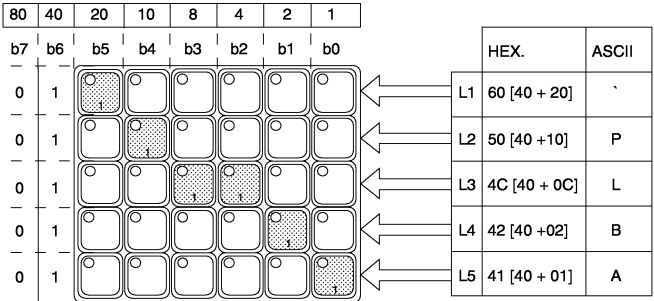 80 40 20 10 8 4 2 1
b7 b6 b5 b4 b3 b2 b1 b0
HEX. ASCII
0 1 1 L1 60 [40 + 20] `
0 1 1 L2 50 [40 +10] P
0 1 1 1 L3 4C [40 + 0C] L
0 1 1 L4 42 [40 +02] B
0 1 1 L5 41 [40 + 01] A